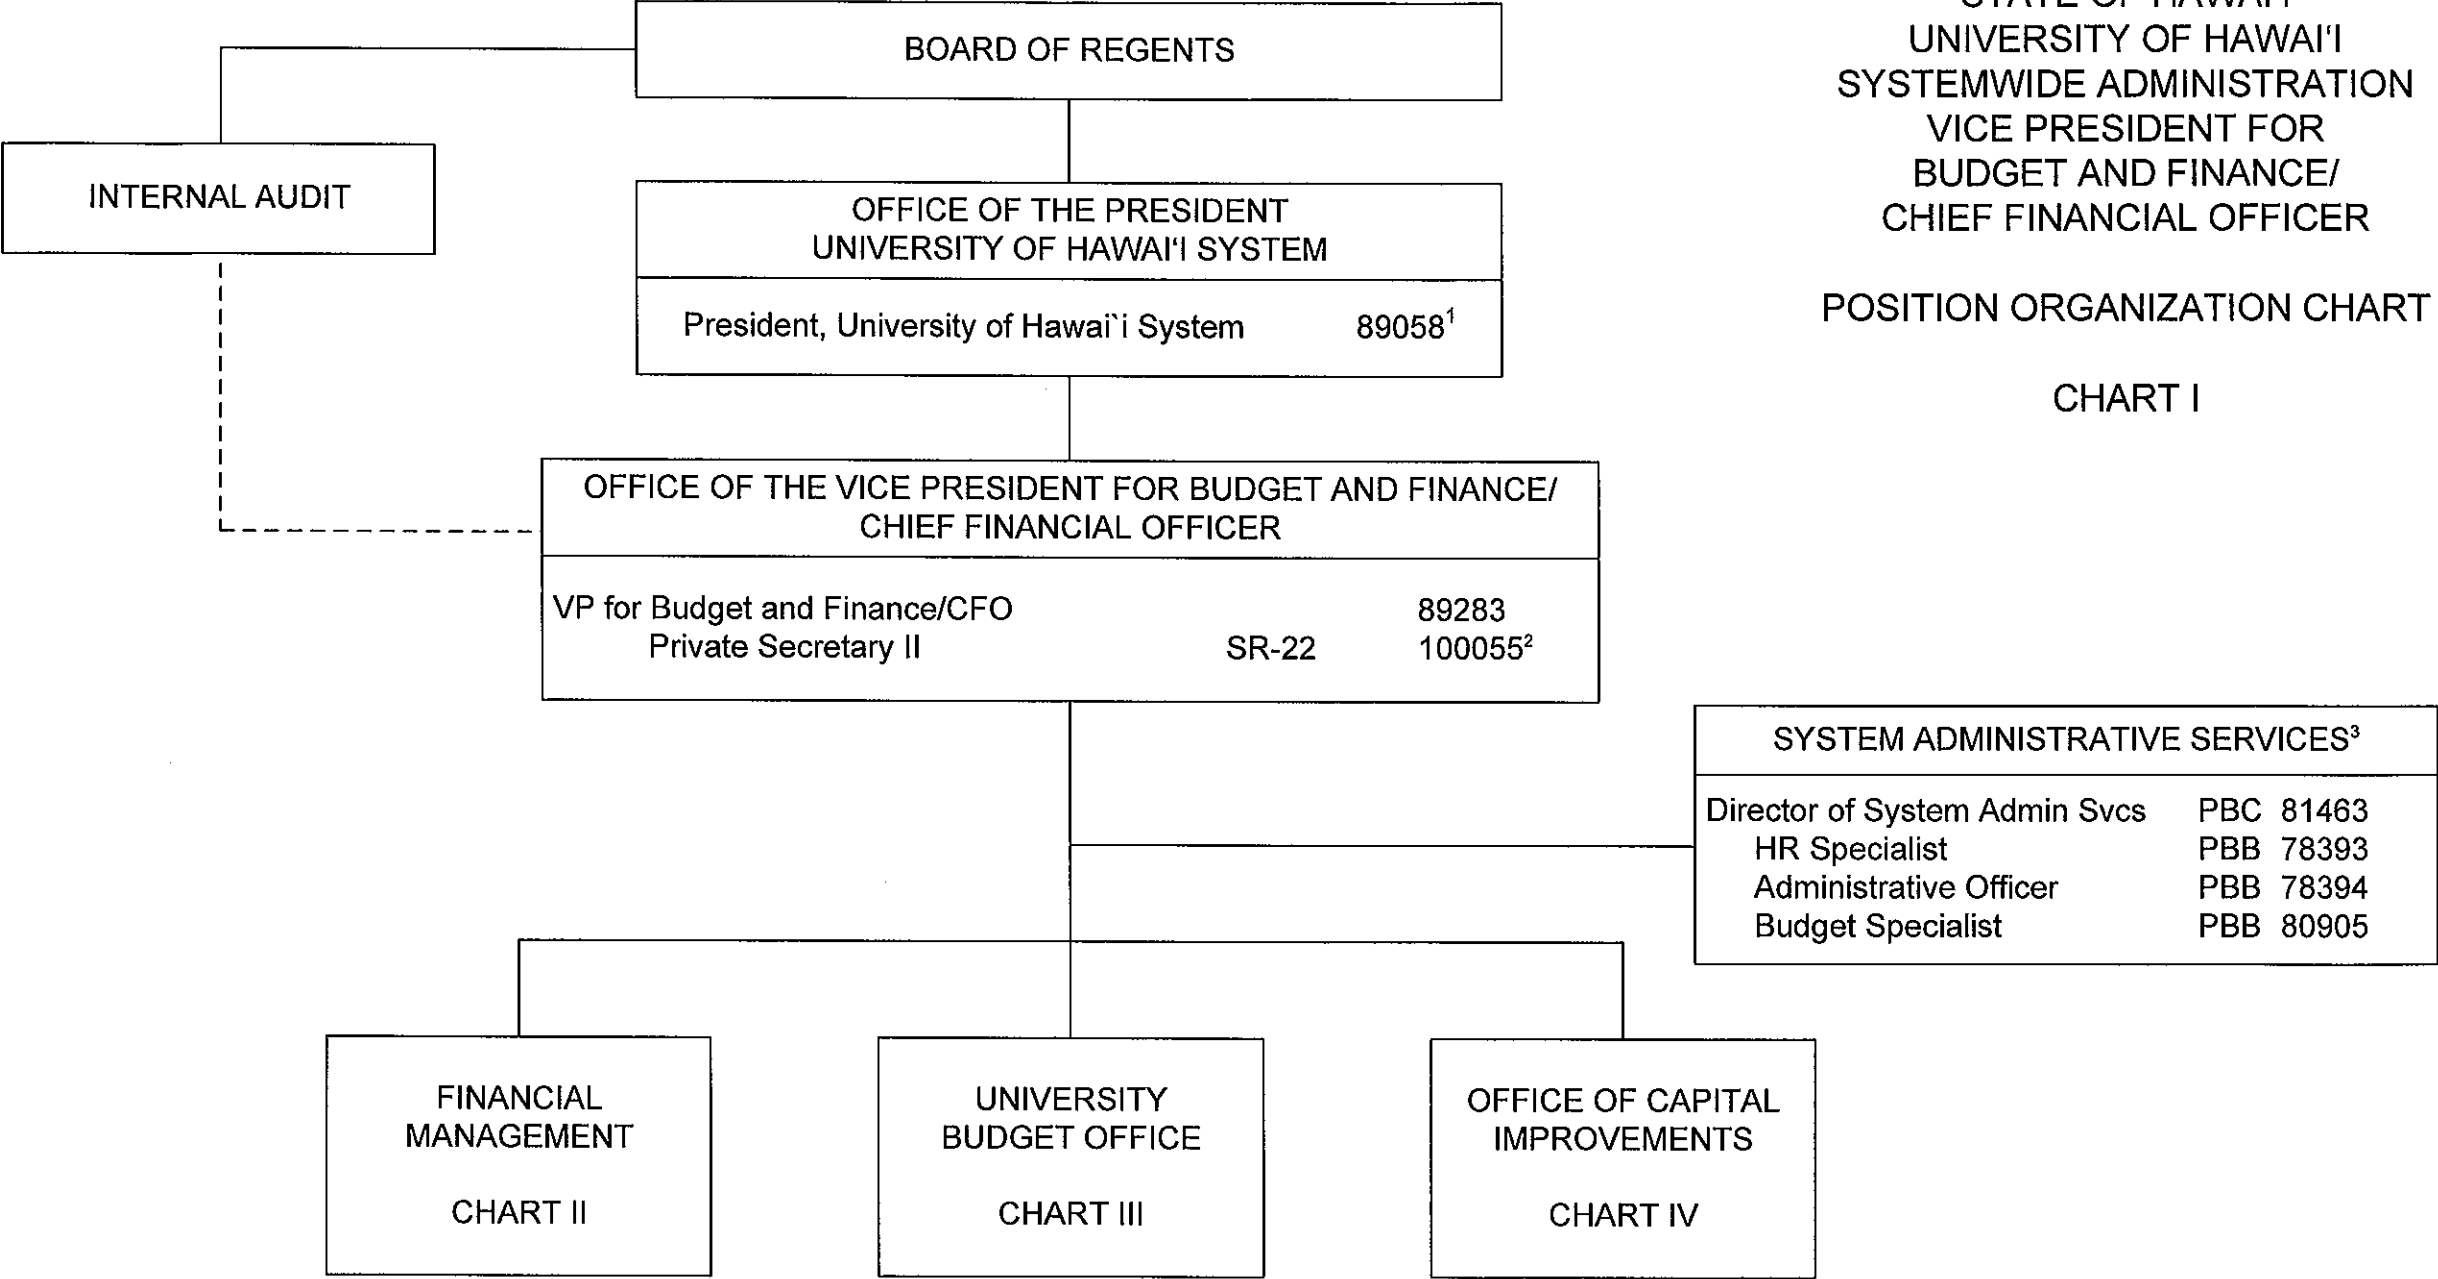 STATE OF HAWAI'I
UNIVERSITY OF HAWAI'I
SYSTEMWIDE ADMINISTRATION
VICE PRESIDENT FOR
BUDGET AND FINANCE/
CHIEF FINANCIAL OFFICER
POSITION ORGANIZATION CHART
CHART I
BOARD OF REGENTS
INTERNAL AUDIT
OFFICE OF THE PRESIDENT
UNIVERSITY OF HAWAI'I SYSTEM
President, University of Hawai`i System 89058¹
OFFICE OF THE VICE PRESIDENT FOR BUDGET AND FINANCE/
CHIEF FINANCIAL OFFICER
VP for Budget and Finance/CFO 89283
Private Secretary II SR-22 100055²
SYSTEM ADMINISTRATIVE SERVICES³
Director of System Admin Svcs PBC 81463
HR Specialist PBB 78393
Administrative Officer PBB 78394
Budget Specialist PBB 80905
FINANCIAL
MANAGEMENT
CHART II
UNIVERSITY
BUDGET OFFICE
CHART III
OFFICE OF CAPITAL
IMPROVEMENTS
CHART IV